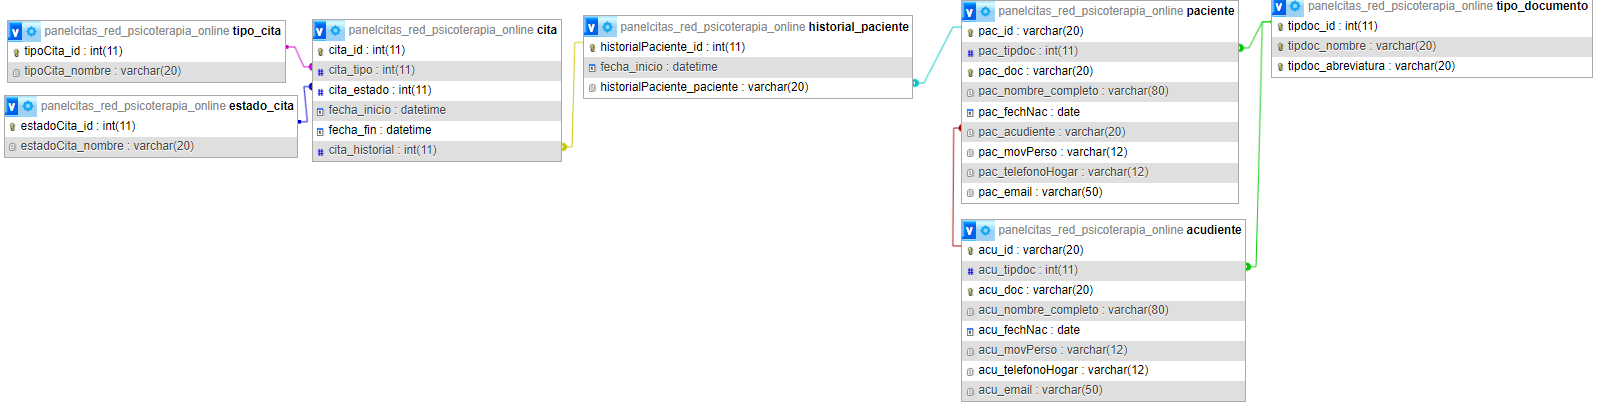 panelcitas_red_psicoterapia_online tipo_cita
tipoCita_id : int(11)
tipoCita_nombre : varchar(20)
panelcitas_red_psicoterapia_online estado_cita
estadoCita_id : int(11)
estadoCita_nombre : varchar(20)
panelcitas_red_psicoterapia_online cita
cita_id : int(11)
cita_tipo : int(11)
cita_estado : int(11)
fecha_inicio : datetime
fecha_fin : datetime
cita_historial : int(11)
panelcitas_red_psicoterapia_online historial_paciente
historialPaciente_id : int(11)
fecha_inicio : datetime
historialPaciente_paciente : varchar(20)
panelcitas_red_psicoterapia_online paciente
pac_id : varchar(20)
pac_tipdoc : int(11)
pac_doc : varchar(20)
pac_nombre_completo : varchar(80)
pac_fechNac : date
pac_acudiente : varchar(20)
pac_movPerso : varchar(12)
pac_telefonoHogar : varchar(12)
pac_email : varchar(50)
panelcitas_red_psicoterapia_online acudiente
acu_id : varchar(20)
acu_tipdoc : int(11)
acu_doc : varchar(20)
acu_nombre_completo : varchar(80)
acu_fechNac : date
acu_movPerso : varchar(12)
acu_telefonoHogar : varchar(12)
acu_email : varchar(50)
panelcitas_red_psicoterapia_online tipo_documento
tipdoc_id : int(11)
tipdoc_nombre : varchar(20)
tipdoc_abreviatura : varchar(20)